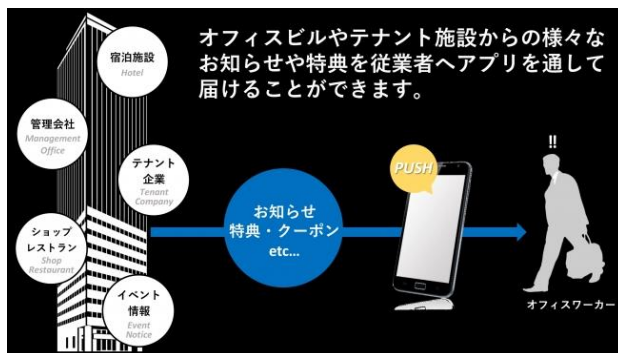 オフィスビルやテナント施設からの様々な
お知らせや特典を従業者へアプリを通して
届けることができます。
宿泊施設
Hotel
管理会社
Management
Office
テナント
企業
Tenant
Company
ショップ
レストラン
Shop
Restaurant
イベント
情報
Event
Notice
お知らせ
特典・クーポン
etc...
PUSH
!!
オフィスワーカー